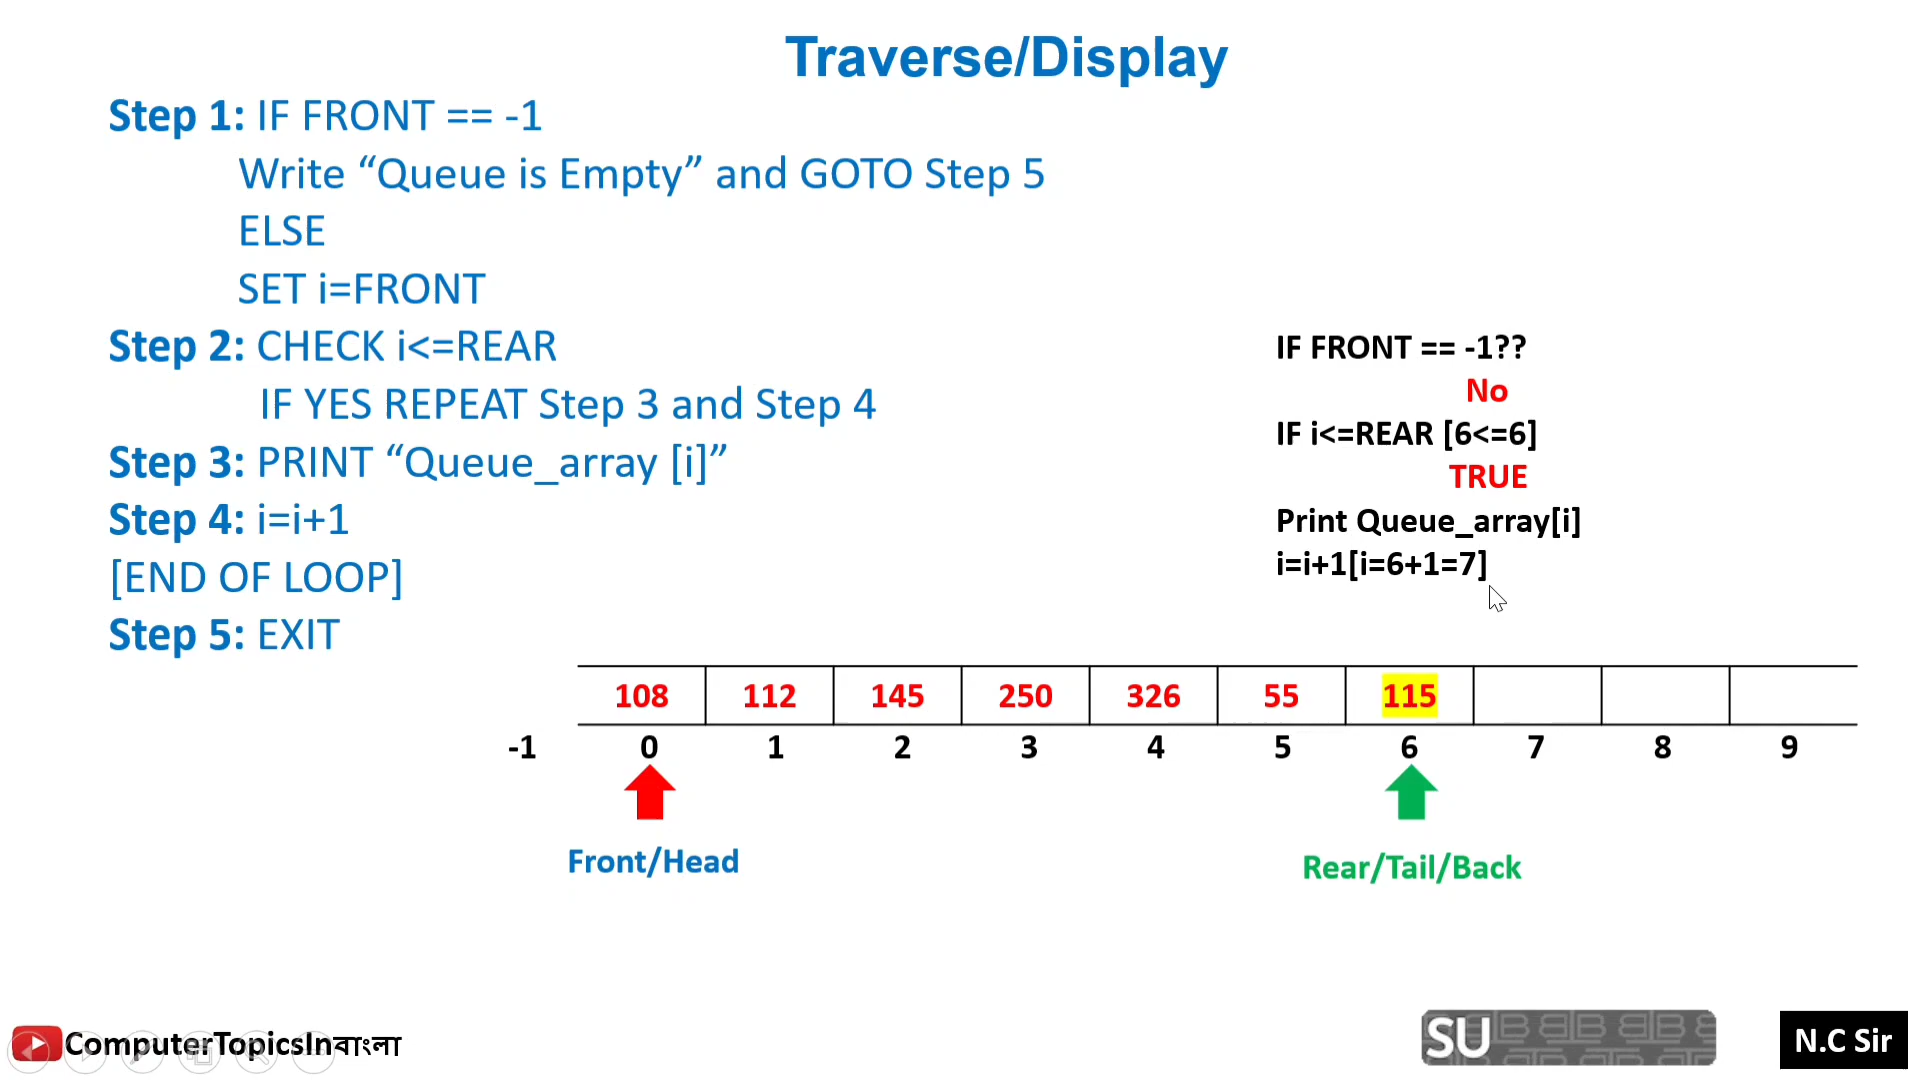 Traverse/Display
Step 1: IF FRONT == -1
Write “Queue is Empty” and GOTO Step 5
ELSE
SET i=FRONT
Step 2: CHECK i<=REAR
IF YES REPEAT Step 3 and Step 4
Step 3: PRINT “Queue_array [i]”
Step 4: i=i+1
[END OF LOOP]
Step 5: EXIT
IF FRONT == -1??
No
IF i<=REAR [6<=6]
TRUE
Print Queue_array[i]
i=i+1[i=6+1=7]
108 112 145 250 326 55 115
-1 0 1 2 3 4 5 6 7 8 9
Front/Head
Rear/Tail/Back
ComputerTopicsInবাংলা
SU
N.C Sir